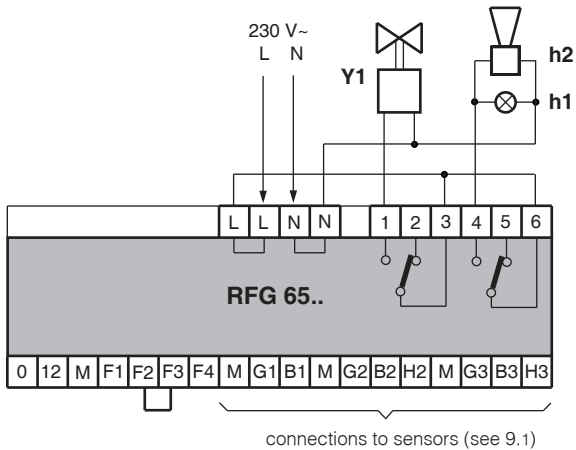 230 V~
L N
Y1
h2
h1
L L N N 1 2 3 4 5 6
RFG 65..
0 12 M F1 F2 F3 F4 M G1 B1 M G2 B2 H2 M G3 B3 H3
connections to sensors (see 9.1)